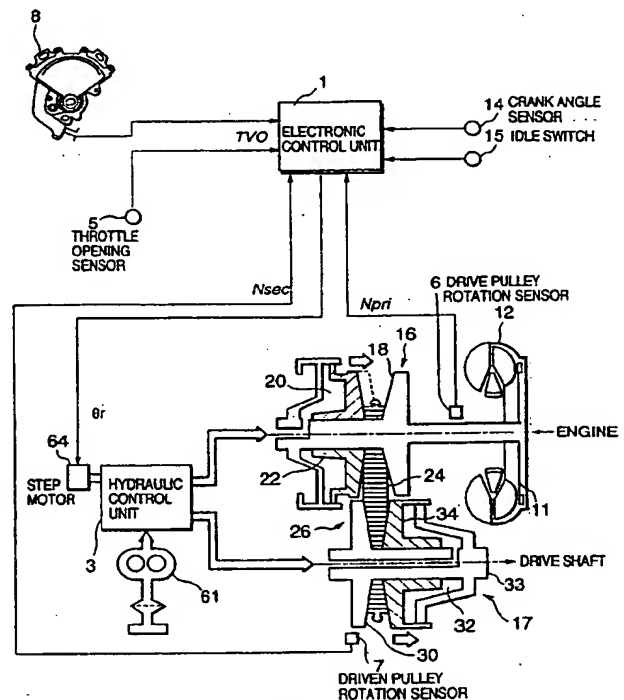 8
1
ELECTRONIC
CONTROL UNIT
TVO
14 CRANK ANGLE
SENSOR
15 IDLE SWITCH
5
THROTTLE
OPENING
SENSOR
Nsec
Npri
6 DRIVE PULLEY
ROTATION SENSOR
12
18
16
20
θr
64
STEP
MOTOR
HYDRAULIC
CONTROL
UNIT
3
22
24
ENGINE
11
26
34
61
DRIVE SHAFT
33
32
17
30
7
DRIVEN PULLEY
ROTATION SENSOR